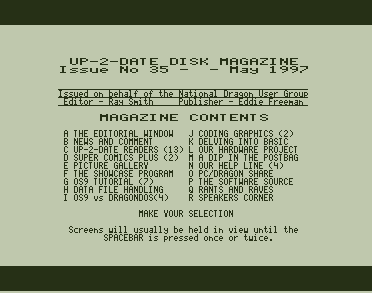 UP-2-DATE DISK MAGAZINE
Issue No 35 - - May 1997
Issued on behalf of the National Dragon User Group
Editor - Ray Smith Publisher - Eddie Freeman
MAGAZINE CONTENTS
A THE EDITORIAL WINDOW J CODING GRAPHICS (2)
B NEWS AND COMMENT K DELVING INTO BASIC
C UP-2-DATE READERS (13) L OUR HARDWARE PROJECT
D SUPER COMICS PLUS (2) M A DIP IN THE POSTBAG
E PICTURE GALLERY N OUR HELP LINE (4)
F THE SHOWCASE PROGRAM O PC/DRAGON SHARE
G OS9 TUTORIAL (7) P THE SOFTWARE SOURCE
H DATA FILE HANDLING Q RANTS AND RAVES
I OS9 vs DRAGONDOS(4) R SPEAKERS CORNER
MAKE YOUR SELECTION
Screens will usually be held in view until the
SPACEBAR is pressed once or twice.